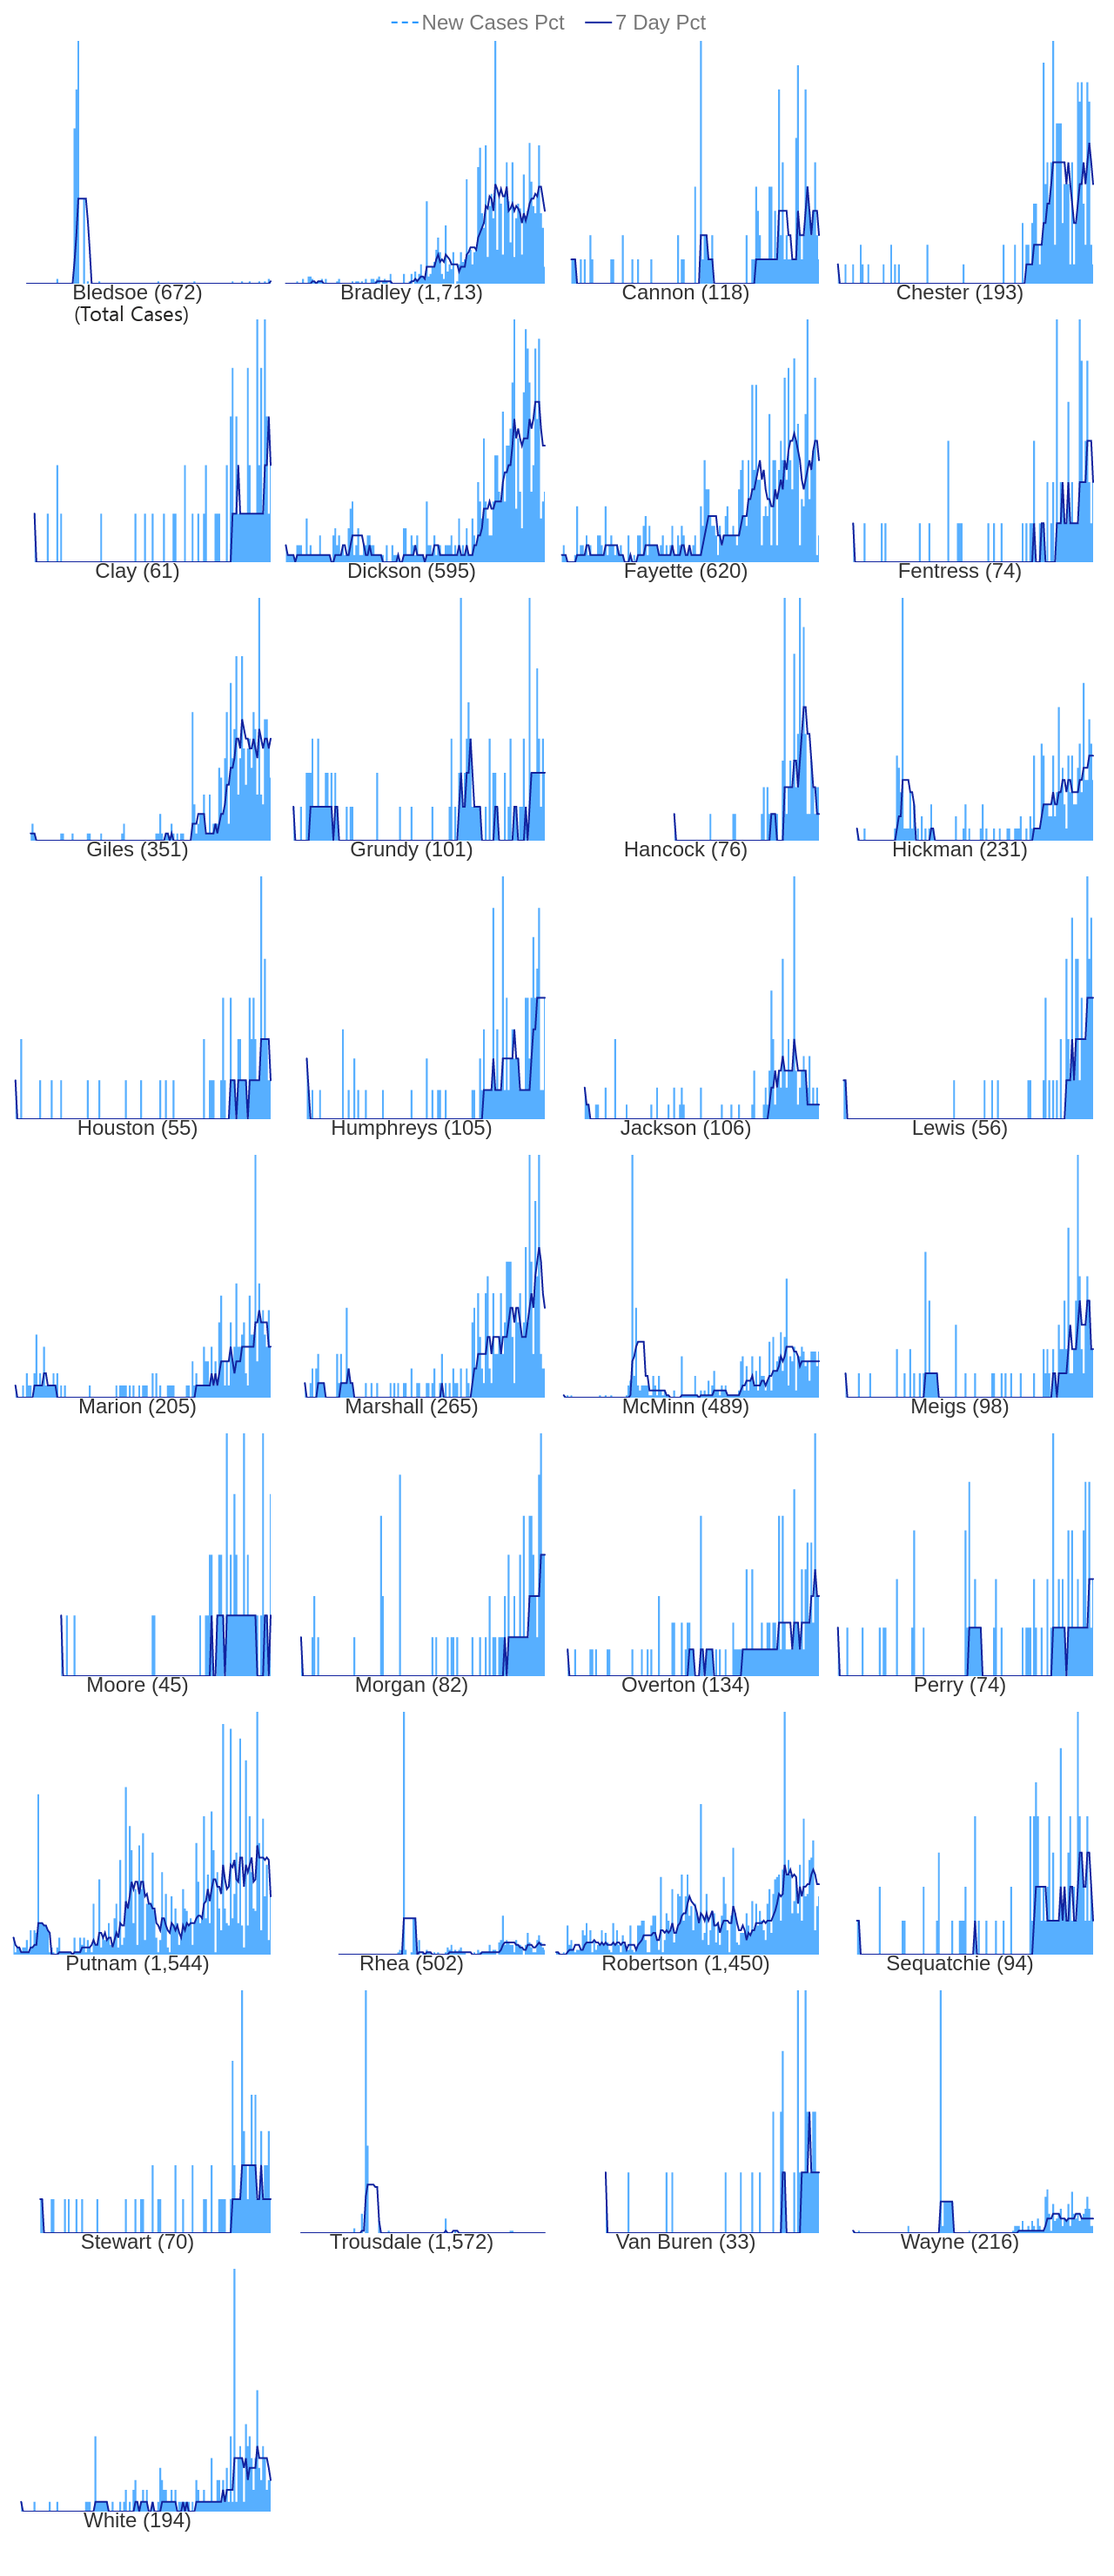 New Cases Pct 7 Day Pct
Bledsoe (672) Bradley (1,713) Cannon (118) Chester (193)
(Total Cases)
Clay (61) Dickson (595) Fayette (620) Fentress (74)
Giles (351) Grundy (101) Hancock (76) Hickman (231)
Houston (55) Humphreys (105) Jackson (106) Lewis (56)
Marion (205) Marshall (265) McMinn (489) Meigs (98)
Moore (45) Morgan (82) Overton (134) Perry (74)
Putnam (1,544) Rhea (502) Robertson (1,450) Sequatchie (94)
Stewart (70) Trousdale (1,572) Van Buren (33) Wayne (216)
White (194)